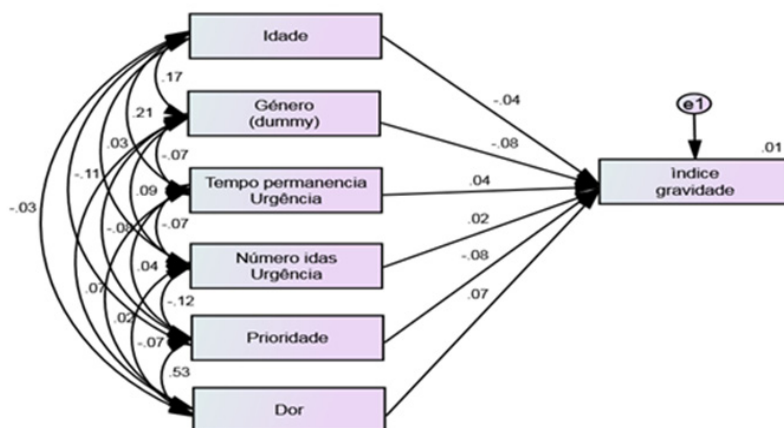 Idade
.17
-.04
e1
Género
(dummy)
.21
-.08
.01
.03
-.07
Índice
gravidade
-.11
.09
Tempo permanencia
Urgência
.04
-.03
-.08
-.07
.02
Número idas
Urgência
.04
-.08
.07
-.12
.02
Prioridade
.07
-.07
.53
Dor